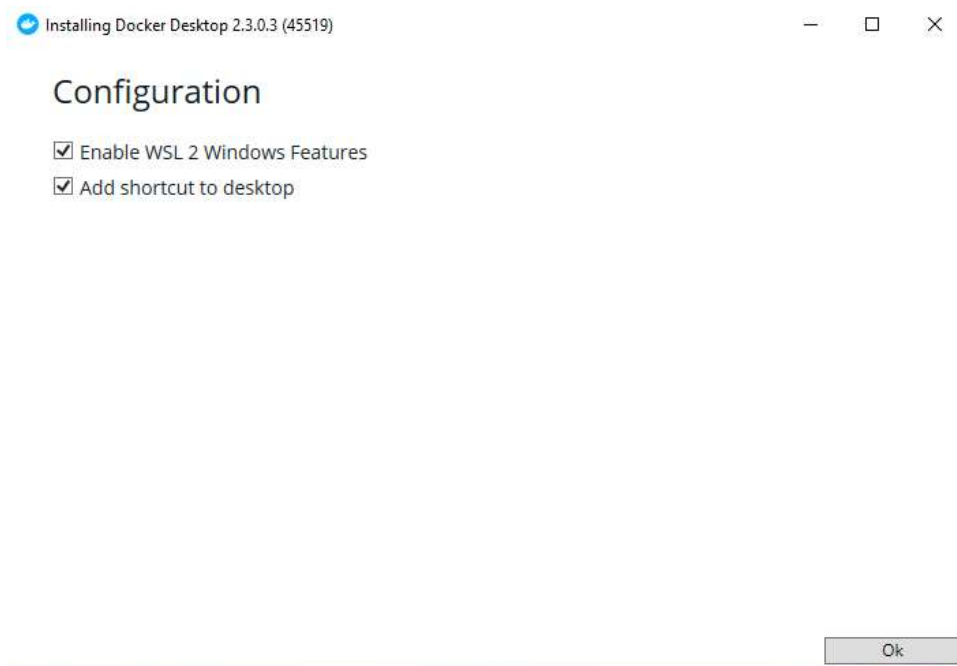 Installing Docker Desktop 2.3.0.3 (45519)
Configuration
Enable WSL 2 Windows Features
Add shortcut to desktop
Ok